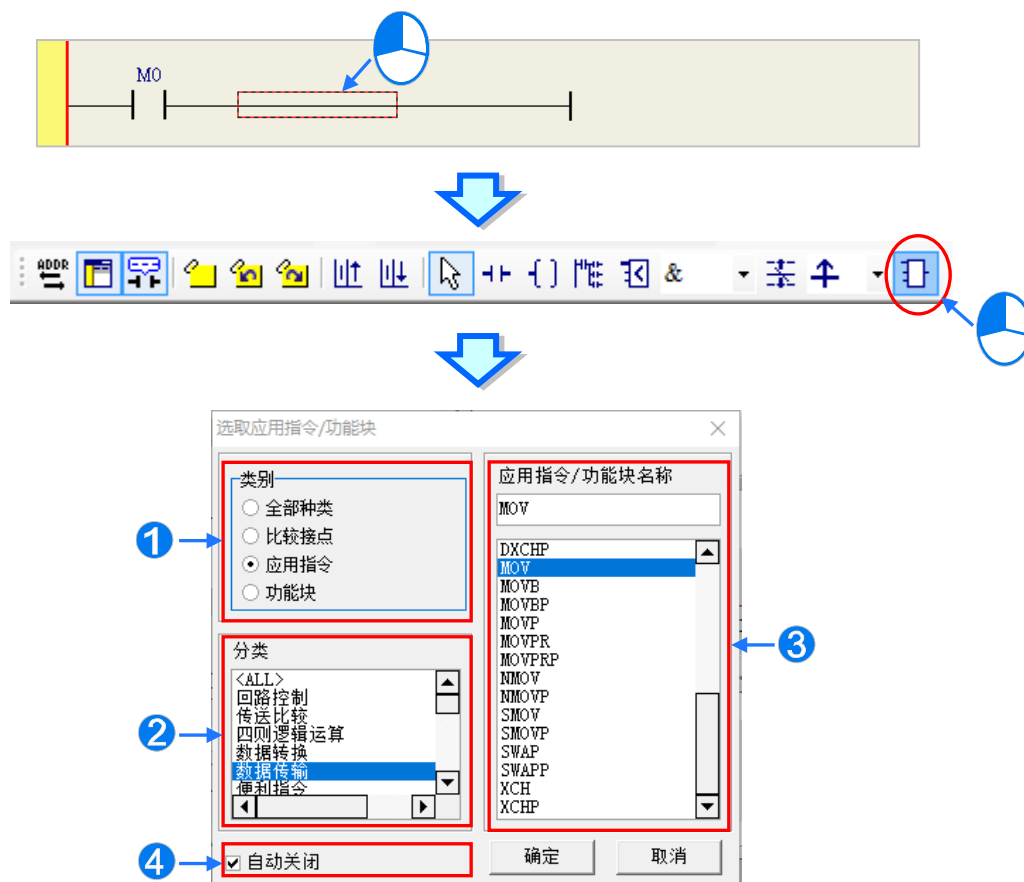 M0
ADDR
&
选取应用指令/功能块
类别
全部种类
比较接点
应用指令
功能块
1
分类
<ALL>
回路控制
传送比较
四则逻辑运算
数据转换
数据传输
便利指令
2
应用指令/功能块名称
MOV
DXCHP
MOV
MOVB
MOVBP
MOVP
MOVPR
MOVPRP
NMOV
NMOVP
SMOV
SMOVP
SWAP
SWAPP
XCH
XCHP
3
4
自动关闭
确定
取消